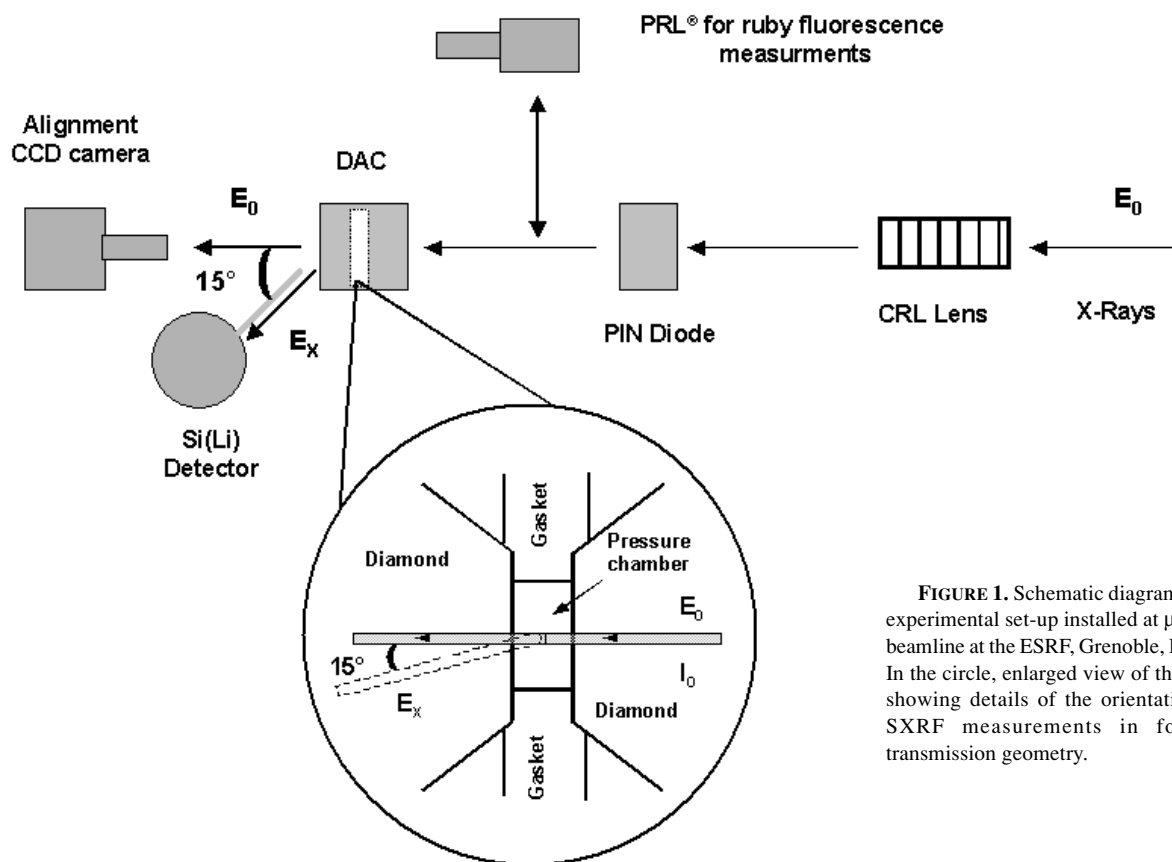 PRL® for ruby fluorescence
measurments
Alignment
CCD camera
DAC
E0
E0
15°
EX
PIN Diode
CRL Lens
X-Rays
Si(Li)
Detector
Gasket
Diamond
Pressure
chamber
E0
15°
EX
I0
Diamond
Gasket
FIGURE 1. Schematic diagram
experimental set-up installed at μ
beamline at the ESRF, Grenoble,
In the circle, enlarged view of
showing details of the
SXRF measurements in
transmission geometry.